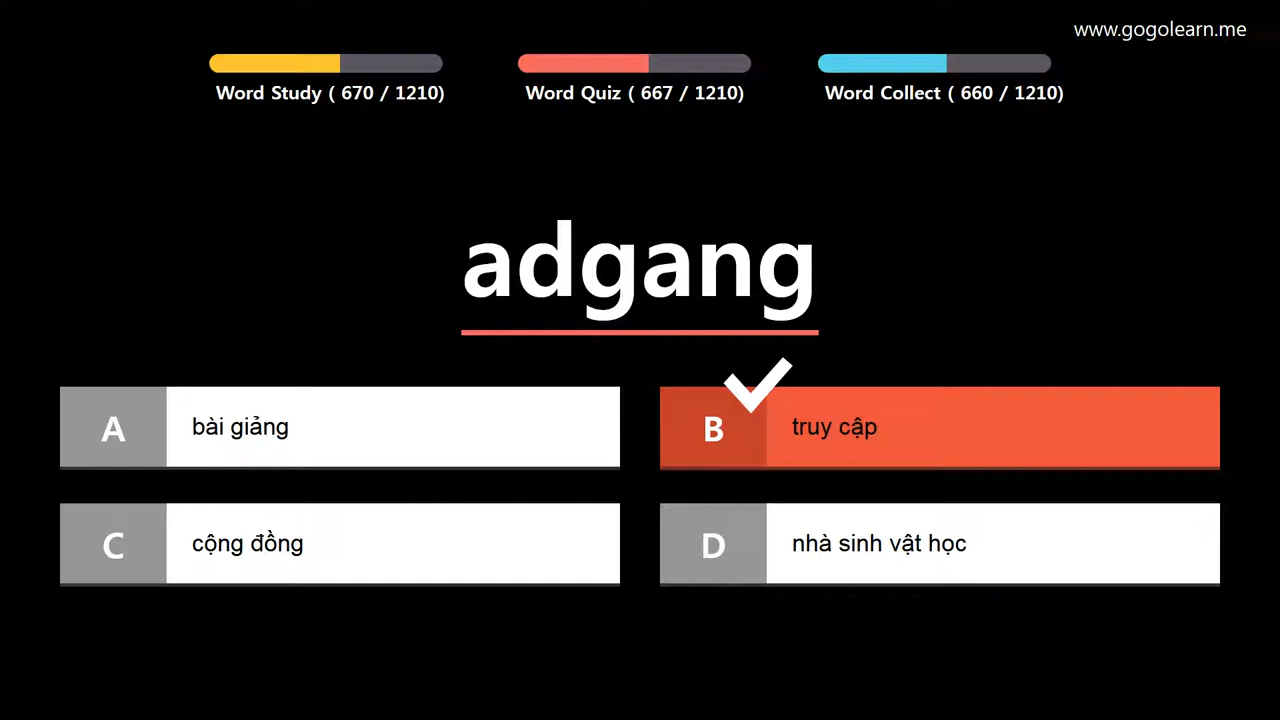 www.gogolearn.me
Word Study ( 670 / 1210)
Word Quiz ( 667 / 1210)
Word Collect ( 660 / 1210)
adgang
A bài giảng
B truy cập
C cộng đồng
D nhà sinh vật học